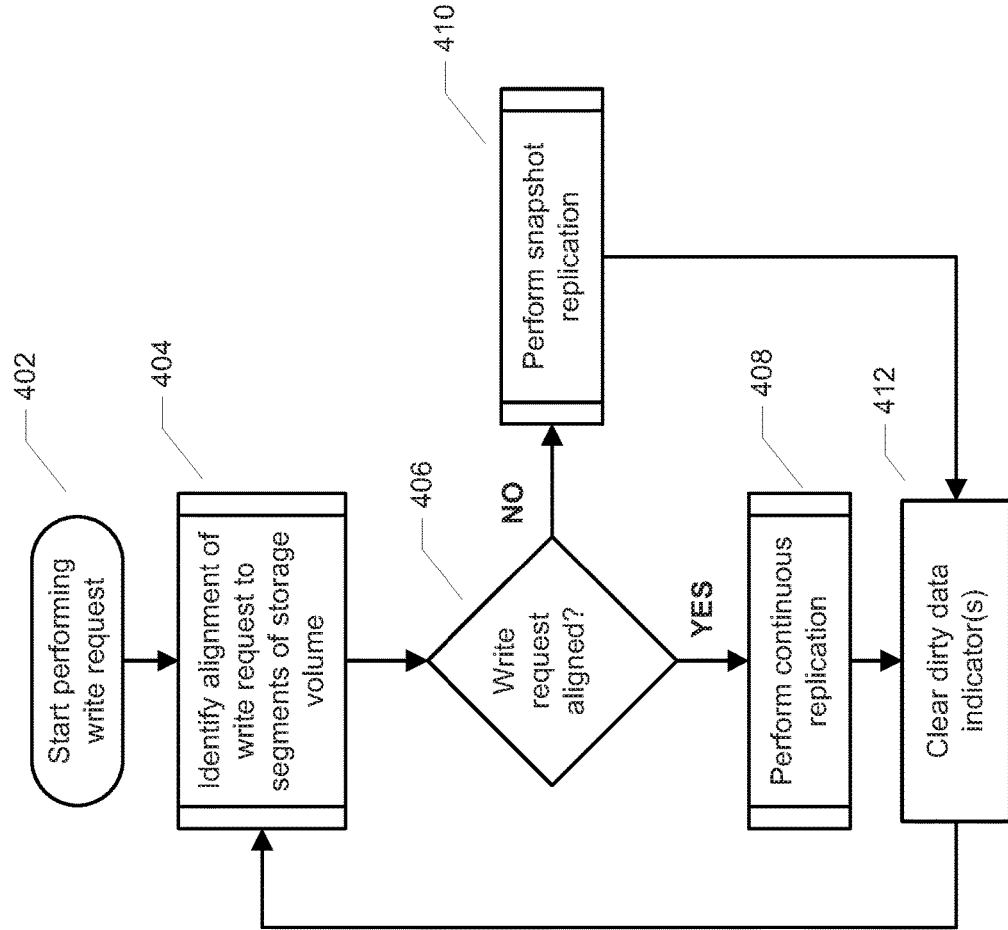 Start performing
write request
402
Identify alignment of
write request to
segments of storage
volume
404
Write
request
aligned?
406
NO
YES
Perform snapshot
replication
410
Perform continuous
replication
408
Clear dirty data
indicator(s)
412